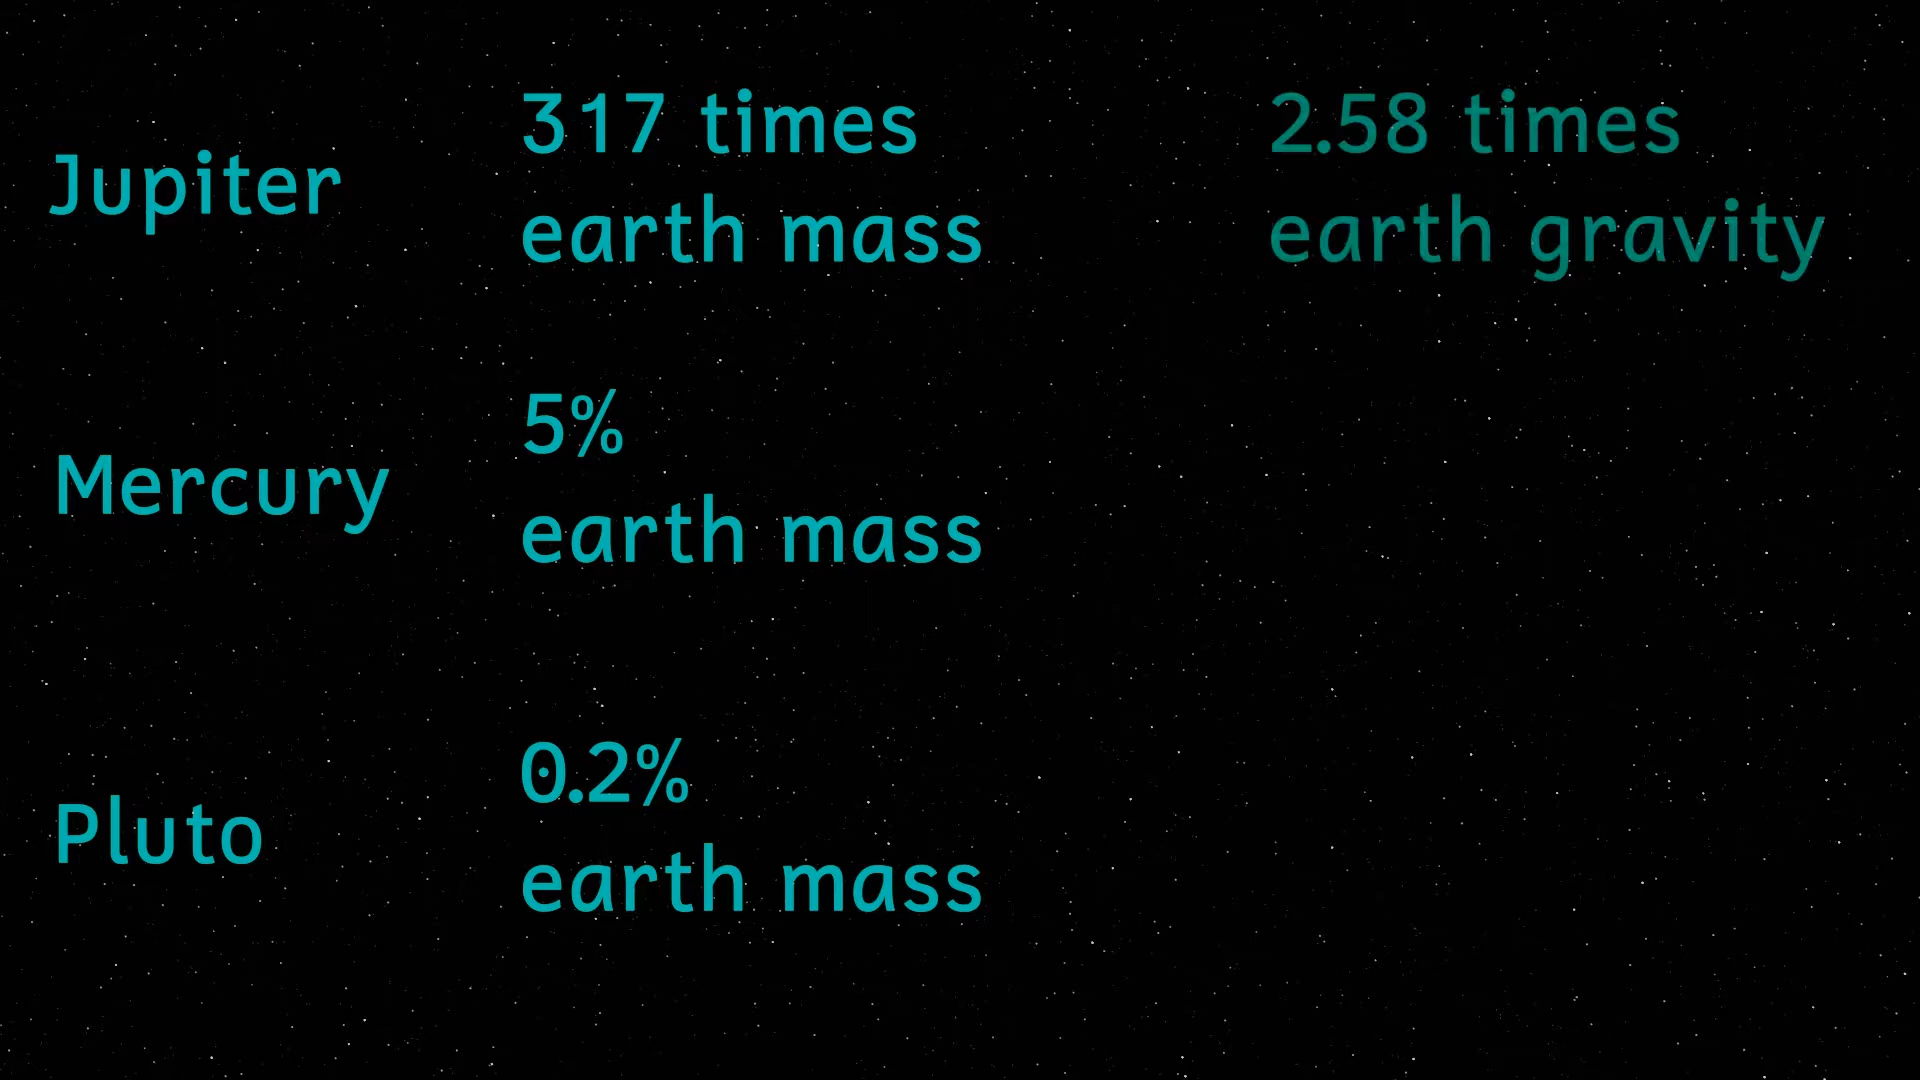 Jupiter
317 times
earth mass
2.58 times
earth gravity
Mercury
5%
earth mass
Pluto
0.2%
earth mass